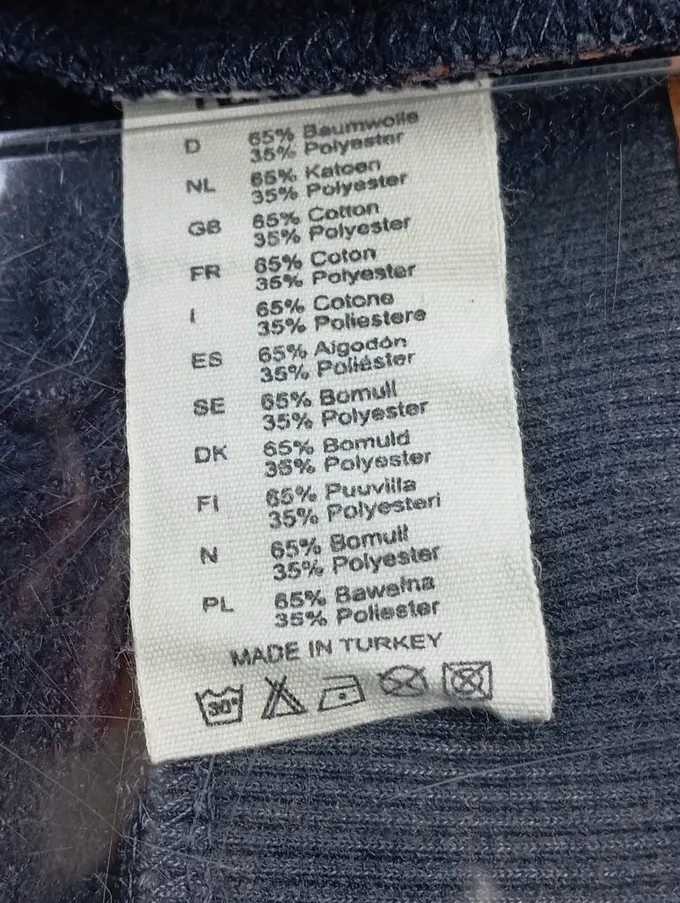 D 65% Baumwolle
35% Polyester
NL 65% Katoen
35% Polyester
GB 65% Cotton
35% Polyester
FR 65% Coton
35% Polyester
I 65% Cotone
35% Poliestere
ES 65% Algodón
35% Poliéster
SE 65% Bomull
35% Polyester
DK 65% Bomuld
35% Polyester
FI 65% Puuvilla
35% Polyesteri
N 65% Bomull
35% Polyester
PL 65% Bawełna
35% Poliester
MADE IN TURKEY
30°